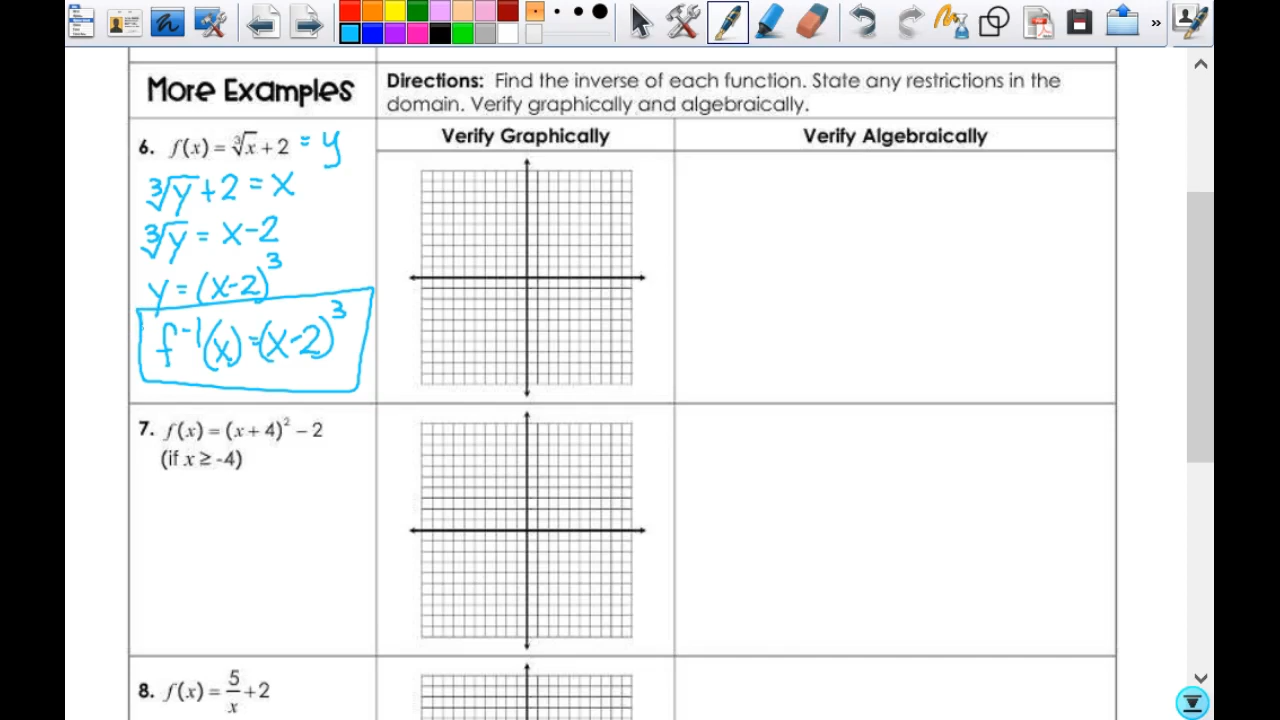 »
More Examples
Directions: Find the inverse of each function. State any restrictions in the
domain. Verify graphically and algebraically.
Verify Graphically
Verify Algebraically
6. f(x) = ∛x + 2 = y
∛y + 2 = x
∛y = x - 2
y = (x-2)³
f⁻¹(x) = (x-2)³
7. f(x) = (x + 4)² – 2
(if x ≥ -4)
8. f(x) = 5/x + 2